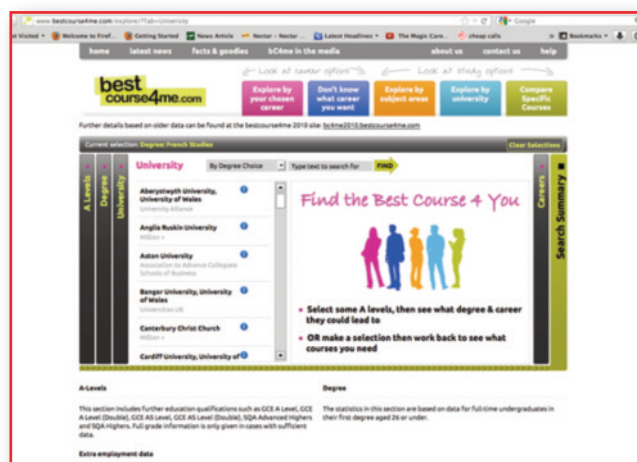 www.bestcourse4me.com/explore/?Tab=University
Google
st Visited
Welcome to Firef...
Getting Started
News Article
Nectar - Nectar ...
Latest Headlines
The Magic Care...
cheap calls
Bookmarks
home
latest news
facts & goodies
bC4me in the media
about us
contact us
help
Look at career options
Look at study options
best
course4me.com
Explore by
your chosen
career
Don't know
what career
you want
Explore by
subject areas
Explore by
university
Compare
Specific
Courses
Further details based on older data can be found at the bestcourse4me 2010 site: bc4me2010.bestcourse4me.com
Current selection: Degree: French Studies
Clear Selections
A Levels
Degree
University
University
By Degree Choice
Type text to search for
FIND
Aberystwyth University,
University of Wales
University Alliance
Anglia Ruskin University
Million +
Aston University
Association to Advance Collegiate
Schools of Business
Bangor University, University
of Wales
Universities UK
Canterbury Christ Church
Million +
Cardiff University, University of
Find the Best Course 4 You
Select some A levels, then see what degree & career
they could lead to
OR make a selection then work back to see what
courses you need
Careers
Search Summary
A-Levels
This section includes further education qualifications such as GCE A Level, GCE
A Level (Double), GCE AS Level, GCE AS Level (Double), SQA Advanced Highers
and SQA Highers. Full grade information is only given in cases with sufficient
data.
Extra employment data
Degree
The statistics in this section are based on data for full-time undergraduates in
their first degree aged 26 or under.